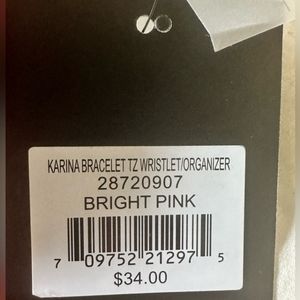 KARINA BRACELET TZ WRISTLET/ORGANIZER
28720907
BRIGHT PINK
7 09752 21297 5
$34.00